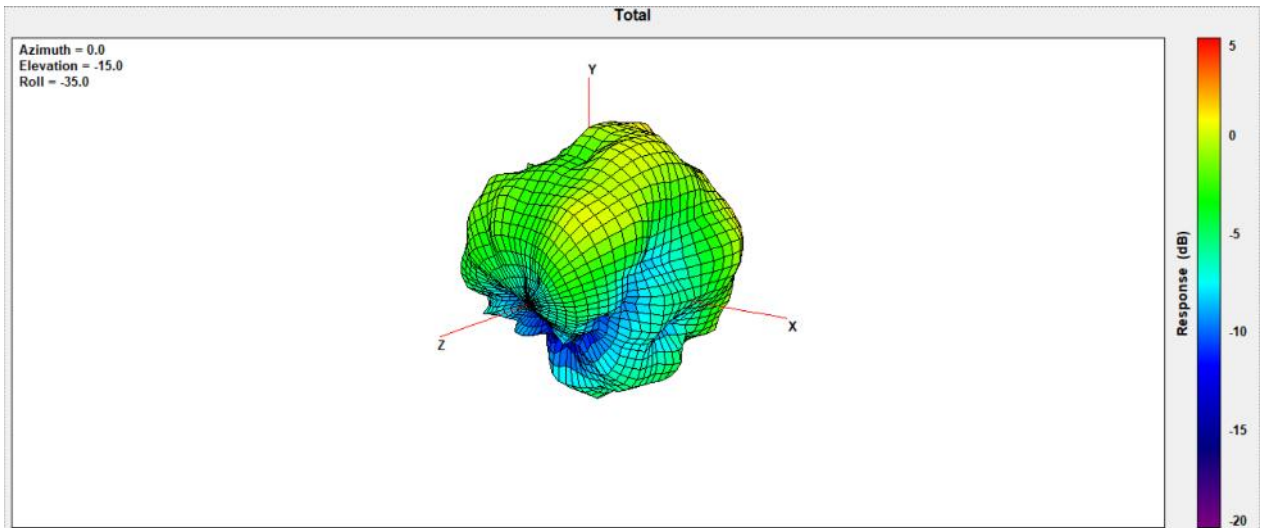 Total
Azimuth = 0.0
Elevation = -15.0
Roll = -35.0
Y
X
Z
5
0
-5
-10
-15
-20
Response (dB)